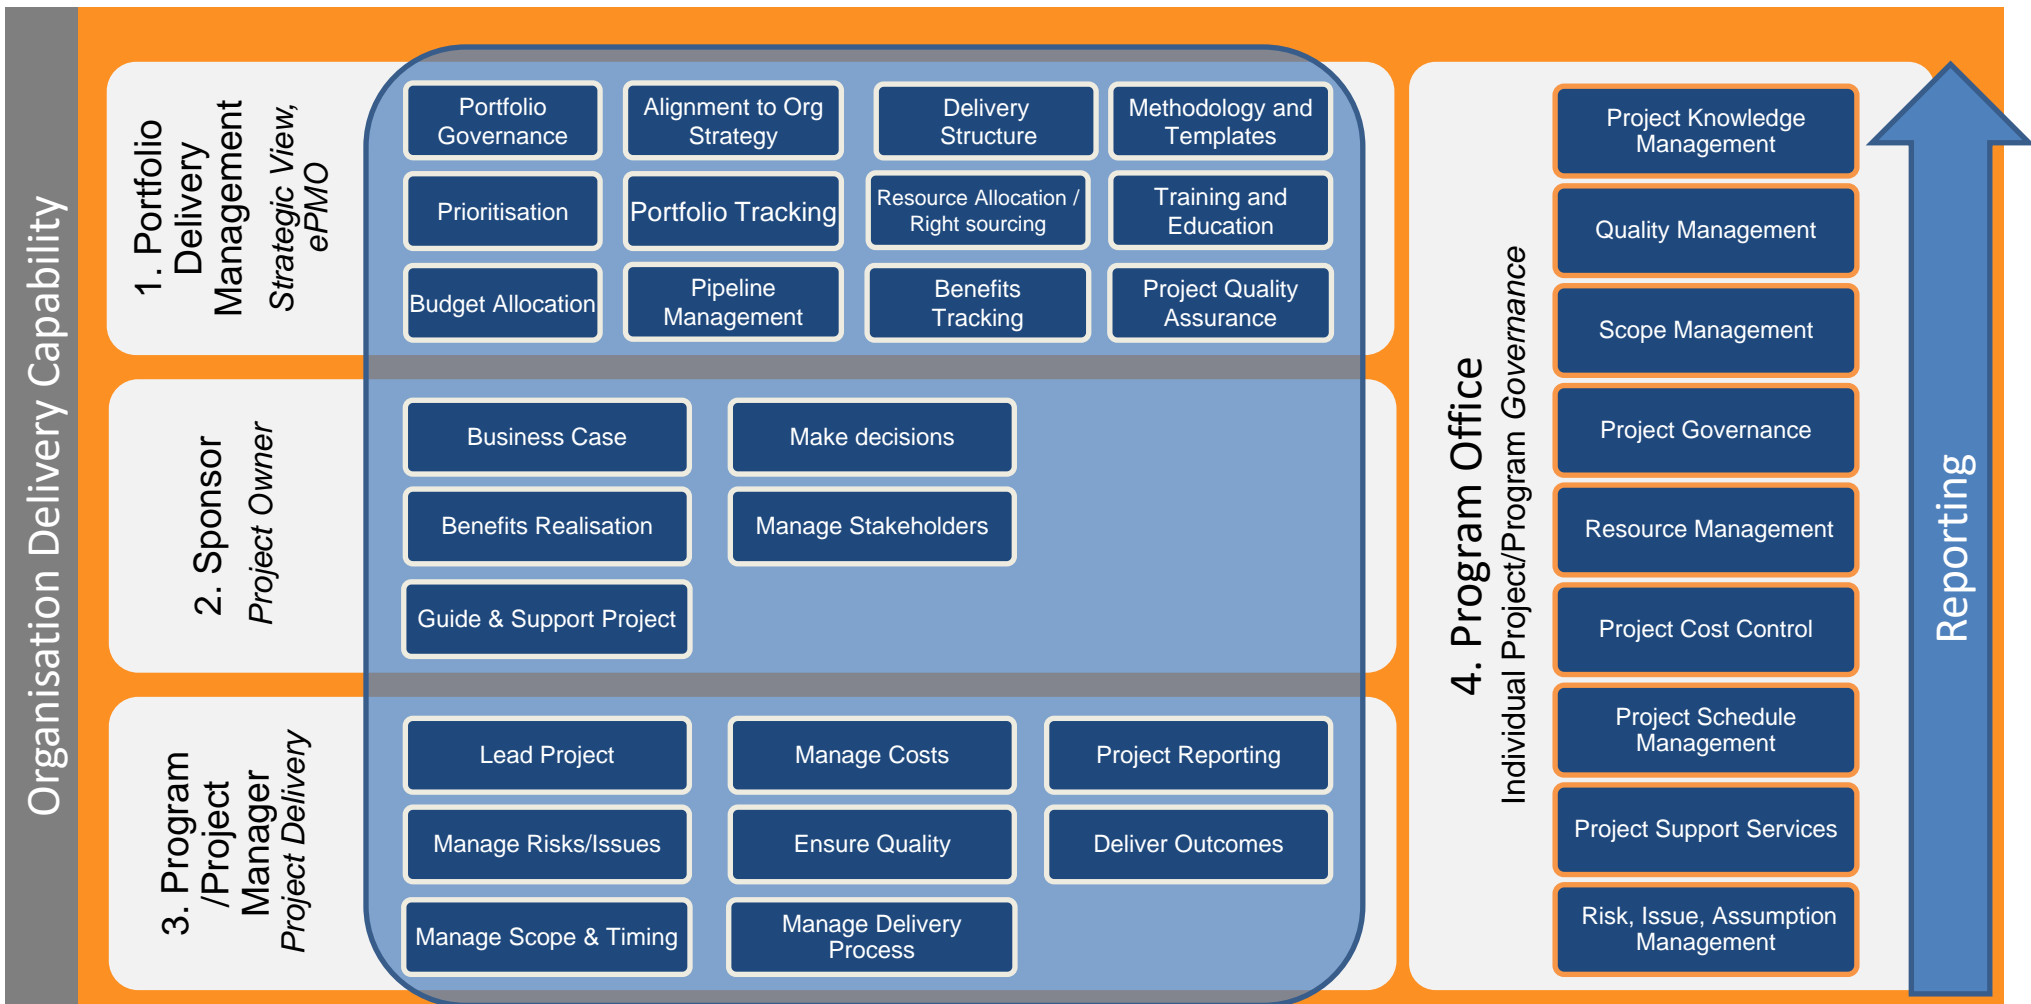 Organisation Delivery Capability
1. Portfolio
Delivery
Management
Strategic View,
ePMO
Portfolio
Governance
Alignment to Org
Strategy
Delivery
Structure
Methodology and
Templates
Prioritisation
Portfolio Tracking
Resource Allocation /
Right sourcing
Training and
Education
Budget Allocation
Pipeline
Management
Benefits
Tracking
Project Quality
Assurance
2. Sponsor
Project Owner
Business Case
Make decisions
Benefits Realisation
Manage Stakeholders
Guide & Support Project
3. Program
/Project
Manager
Project Delivery
Lead Project
Manage Costs
Project Reporting
Manage Risks/Issues
Ensure Quality
Deliver Outcomes
Manage Scope & Timing
Manage Delivery
Process
4. Program Office
Individual Project/Program Governance
Project Knowledge
Management
Quality Management
Scope Management
Project Governance
Resource Management
Project Cost Control
Project Schedule
Management
Project Support Services
Risk, Issue, Assumption
Management
Reporting